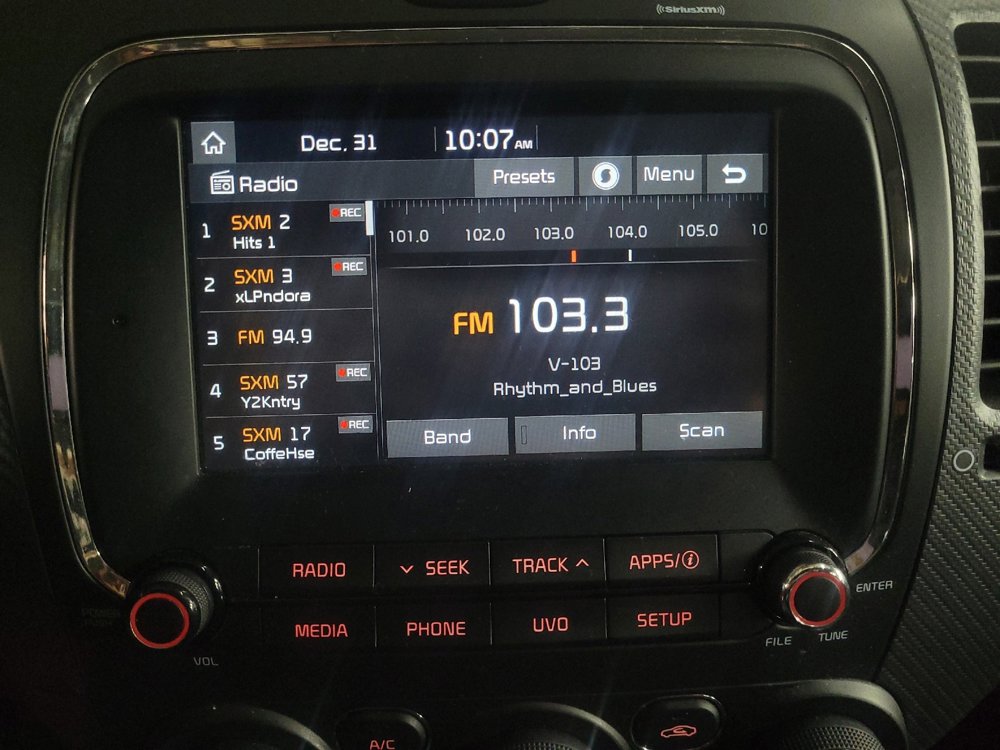 ((SiriusXM))
Dec. 31 10:07 AM
Radio Presets Menu
1 SXM 2 REC
Hits 1
2 SXM 3 REC
xLPndora
3 FM 94.9
4 SXM 57 REC
Y2Kntry
5 SXM 17 REC
CoffeHse
101.0 102.0 103.0 104.0 105.0 10
FM 103.3
V-103
Rhythm_and_Blues
Band Info Scan
RADIO SEEK TRACK APPS/i
MEDIA PHONE UVO SETUP
VOL
ENTER
FILE TUNE
A/C